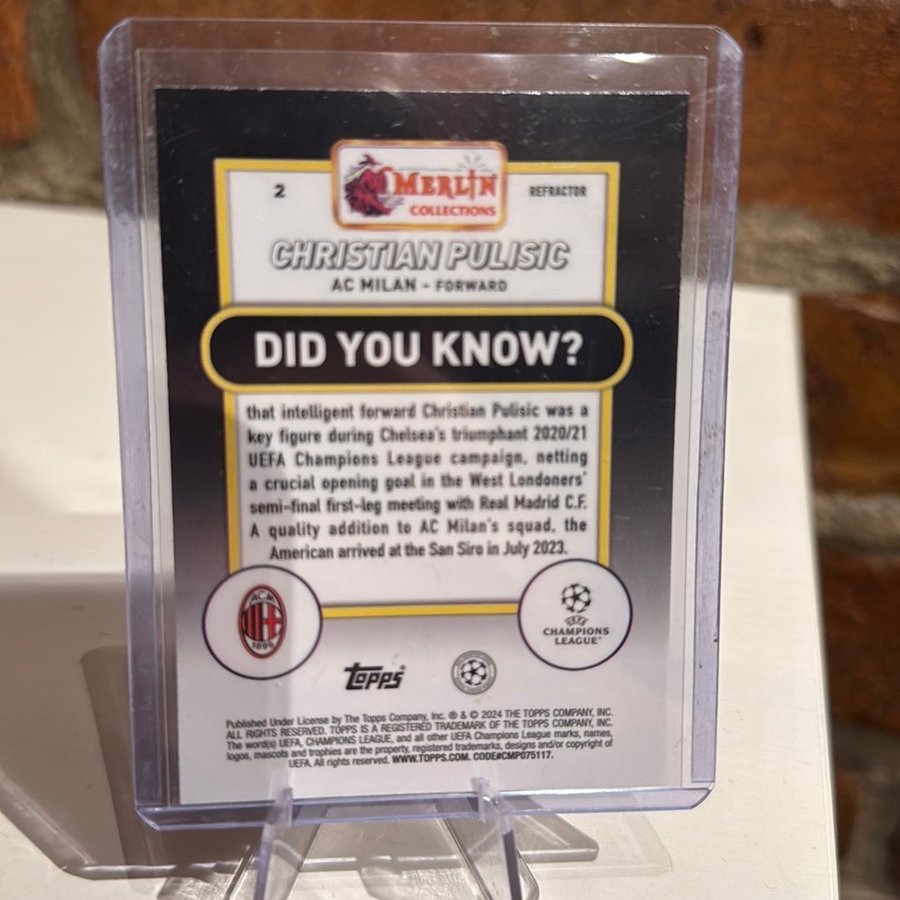 2
MERLIN
COLLECTIONS
REFRACTOR
CHRISTIAN PULISIC
AC MILAN - FORWARD
DID YOU KNOW?
that intelligent forward Christian Pulisic was a
key figure during Chelsea's triumphant 2020/21
UEFA Champions League campaign, netting
a crucial opening goal in the West Londoners'
semi-final first-leg meeting with Real Madrid C.F.
A quality addition to AC Milan's squad, the
American arrived at the San Siro in July 2023.
ACM
1899
UEFA
CHAMPIONS
LEAGUE®
topps®
Published Under License by The Topps Company, Inc. ® & © 2024 THE TOPPS COMPANY, INC.
ALL RIGHTS RESERVED. TOPPS IS A REGISTERED TRADEMARK OF THE TOPPS COMPANY, INC.
The word(s) UEFA, CHAMPIONS LEAGUE, and all other UEFA Champions League marks, names,
logos, mascots and trophies are the property, registered trademarks, designs and/or copyright of
UEFA. All rights reserved. WWW.TOPPS.COM. CODE#CMP075117.